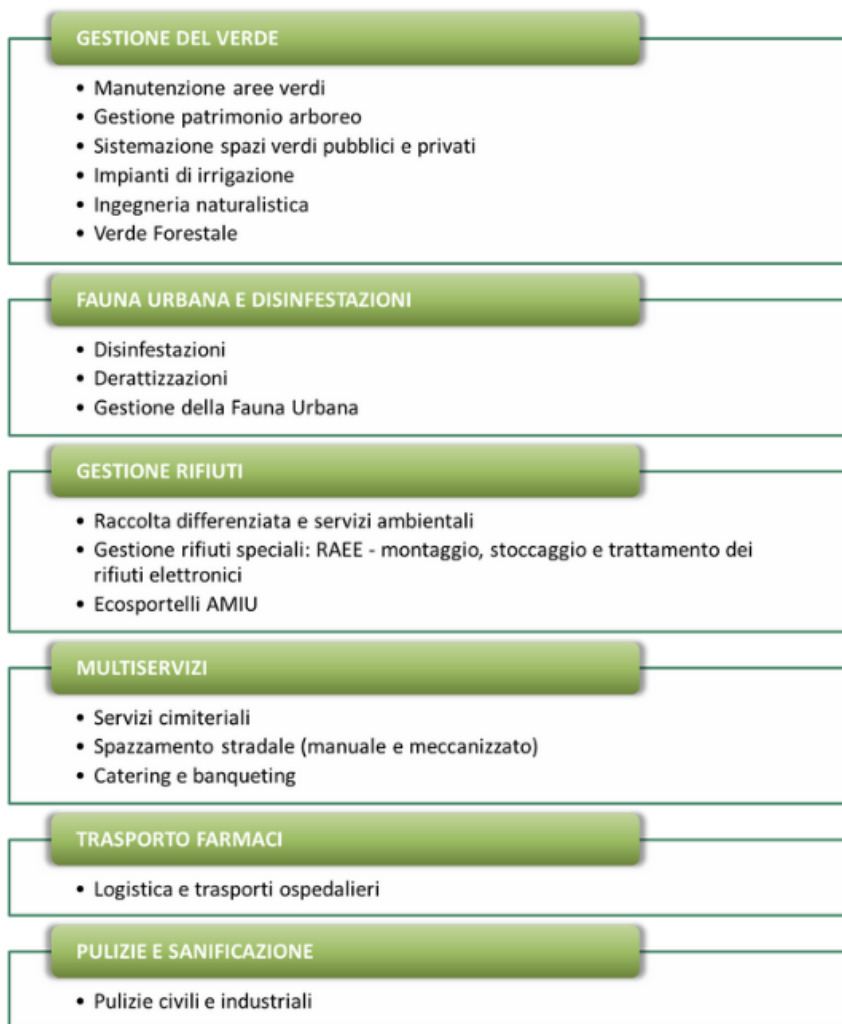 GESTIONE DEL VERDE
• Manutenzione aree verdi
• Gestione patrimonio arboreo
• Sistemazione spazi verdi pubblici e privati
• Impianti di irrigazione
• Ingegneria naturalistica
• Verde Forestale
FAUNA URBANA E DISINFESTAZIONI
• Disinfestazioni
• Derattizzazioni
• Gestione della Fauna Urbana
GESTIONE RIFIUTI
• Raccolta differenziata e servizi ambientali
• Gestione rifiuti speciali: RAEE - montaggio, stoccaggio e trattamento dei
rifiuti elettronici
• Ecosportelli AMIU
MULTISERVIZI
• Servizi cimiteriali
• Spazzamento stradale (manuale e meccanizzato)
• Catering e banqueting
TRASPORTO FARMACI
• Logistica e trasporti ospedalieri
PULIZIE E SANIFICAZIONE
• Pulizie civili e industriali